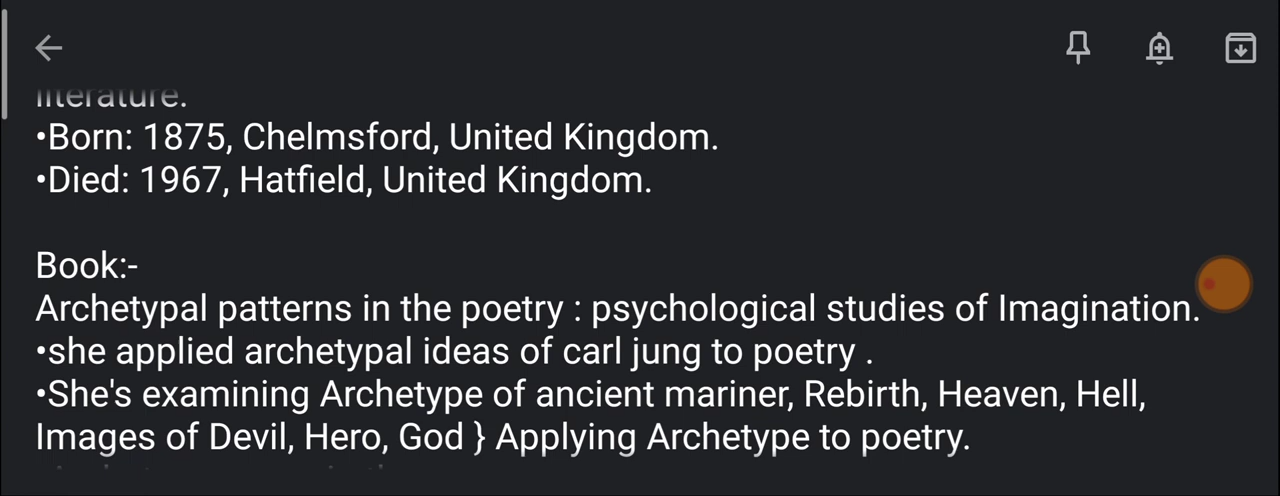 literature.
•Born: 1875, Chelmsford, United Kingdom.
•Died: 1967, Hatfield, United Kingdom.
Book:-
Archetypal patterns in the poetry : psychological studies of Imagination.
•she applied archetypal ideas of carl jung to poetry .
•She's examining Archetype of ancient mariner, Rebirth, Heaven, Hell,
Images of Devil, Hero, God } Applying Archetype to poetry.